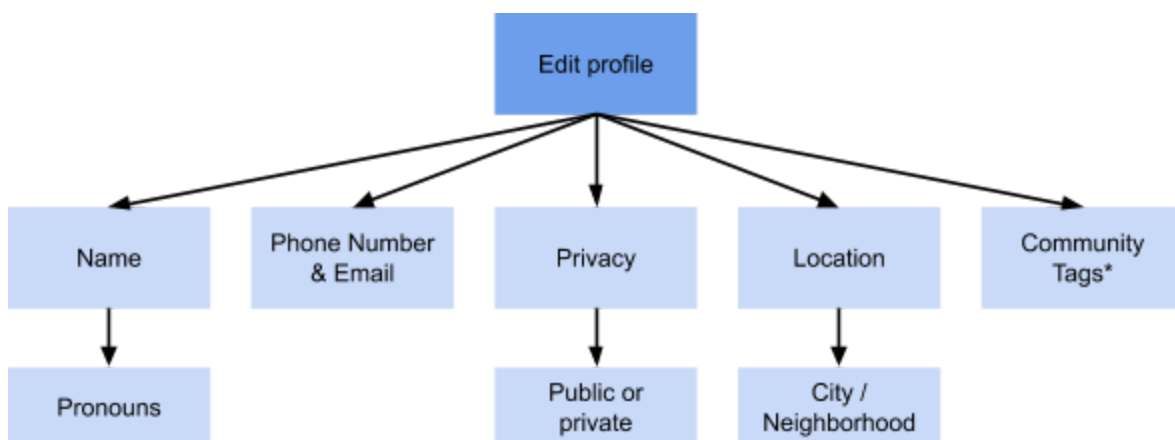 Edit profile
Name
Phone Number
& Email
Privacy
Location
Community
Tags*
Pronouns
Public or
private
City /
Neighborhood